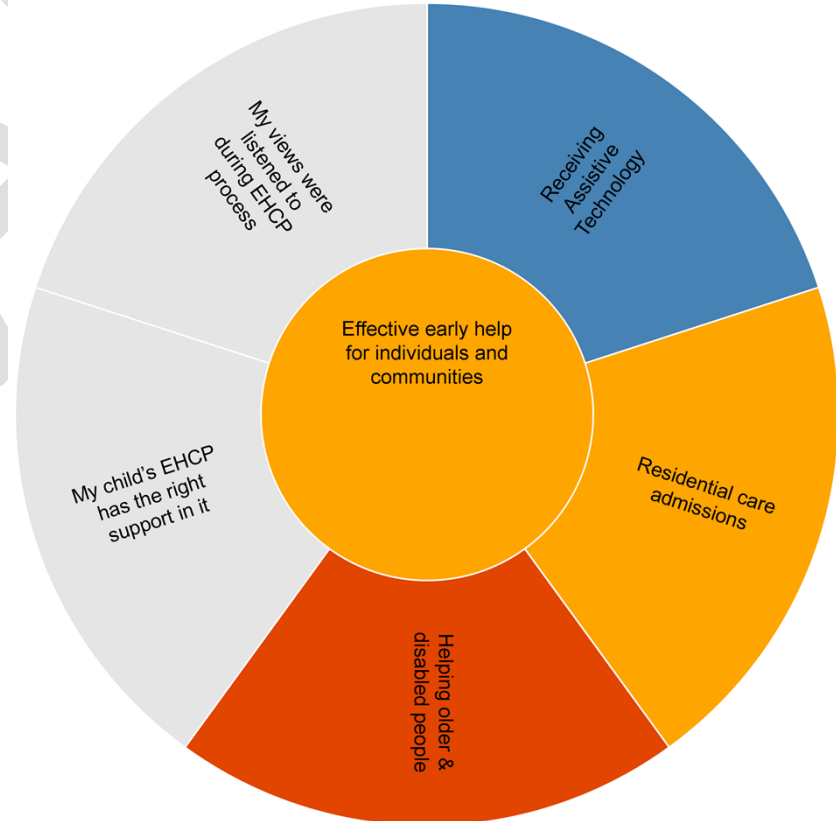 Effective early help
for individuals and
communities
Receiving
Assistive
Technology
Residential care
admissions
Helping older &
disabled people
My child’s EHCP
has the right
support in it
My views were
listened to
during EHCP
process